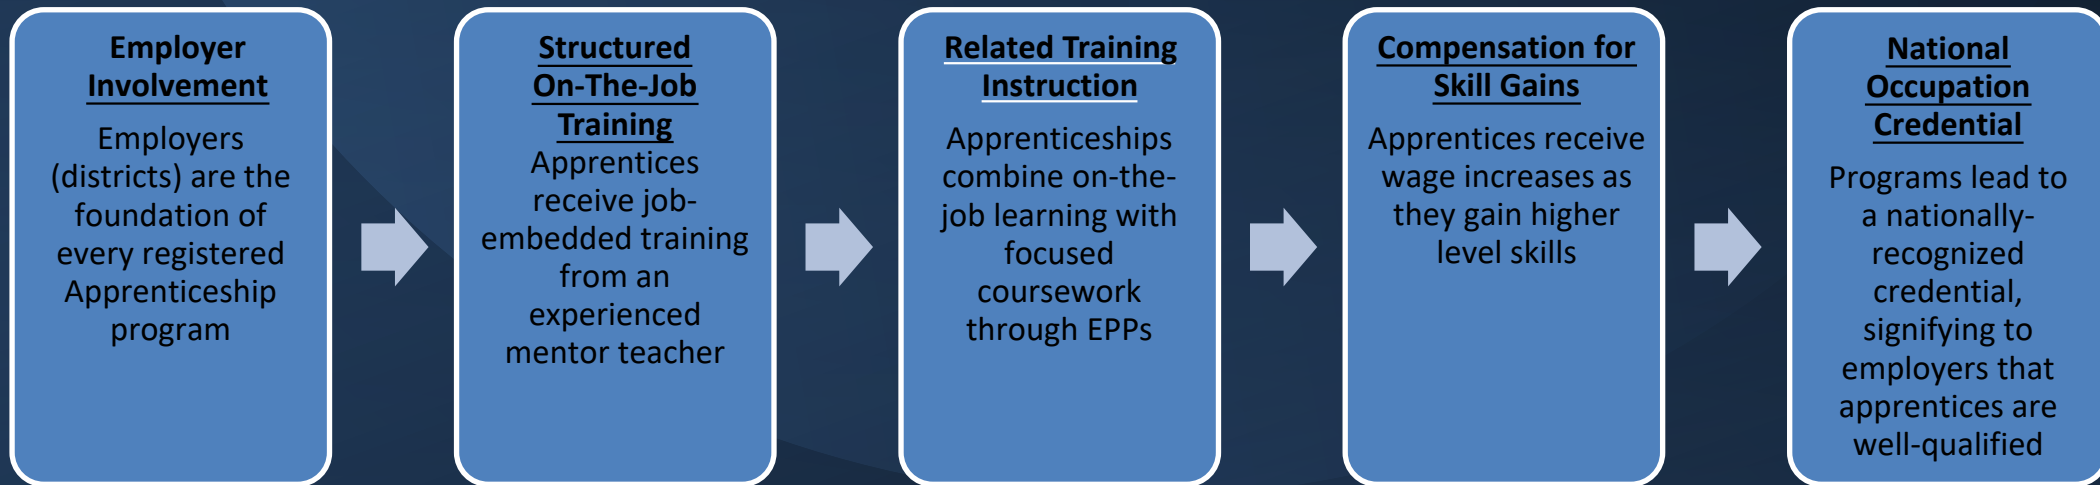 Employer
Involvement
Employers
(districts) are the
foundation of
every registered
Apprenticeship
program
Structured
On-The-Job
Training
Apprentices
receive job-
embedded training
from an
experienced
mentor teacher
Related Training
Instruction
Apprenticeships
combine on-the-
job learning with
focused
coursework
through EPPs
Compensation for
Skill Gains
Apprentices receive
wage increases as
they gain higher
level skills
National
Occupation
Credential
Programs lead to
a nationally-
recognized
credential,
signifying to
employers that
apprentices are
well-qualified